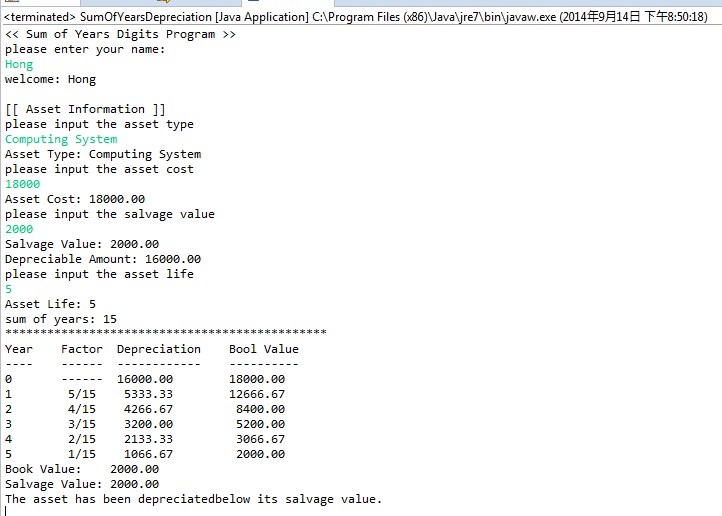 <terminated> SumOfYearsDepreciation [Java Application] C:\Program Files (x86)\Java\jre7\bin\javaw.exe (2014年9月14日 下午8:50:18)
<< Sum of Years Digits Program >>
please enter your name:
Hong
welcome: Hong
[[ Asset Information ]]
please input the asset type
Computing System
Asset Type: Computing System
please input the asset cost
18000
Asset Cost: 18000.00
please input the salvage value
2000
Salvage Value: 2000.00
Depreciable Amount: 16000.00
please input the asset life
5
Asset Life: 5
sum of years: 15
**********************************************
Year    Factor  Depreciation    Bool Value
----    ------  ------------    ----------
0       ------  16000.00        18000.00
1        5/15    5333.33        12666.67
2        4/15    4266.67         8400.00
3        3/15    3200.00         5200.00
4        2/15    2133.33         3066.67
5        1/15    1066.67         2000.00
Book Value:    2000.00
Salvage Value: 2000.00
The asset has been depreciatedbelow its salvage value.